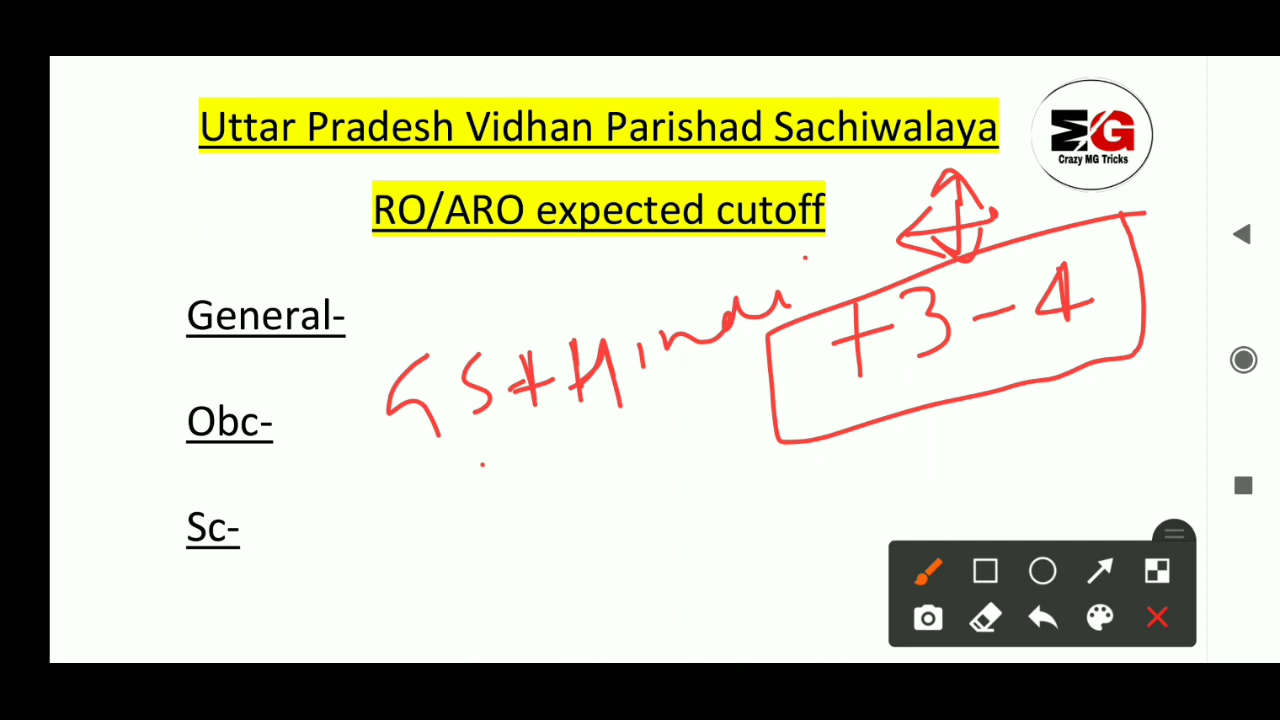 Uttar Pradesh Vidhan Parishad Sachiwalaya
MG
Crazy MG Tricks
RO/ARO expected cutoff
General-
GS + Hindi
+3-4
Obc-
Sc-